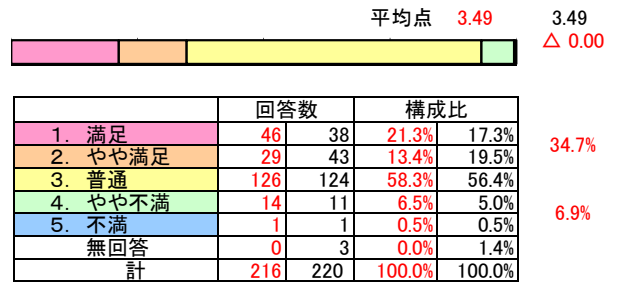 平均点 3.49 3.49
△ 0.00
回答数 構成比
1. 満足 46 38 21.3% 17.3%
34.7%
2. やや満足 29 43 13.4% 19.5%
3. 普通 126 124 58.3% 56.4%
4. やや不満 14 11 6.5% 5.0%
6.9%
5. 不満 1 1 0.5% 0.5%
無回答 0 3 0.0% 1.4%
計 216 220 100.0% 100.0%